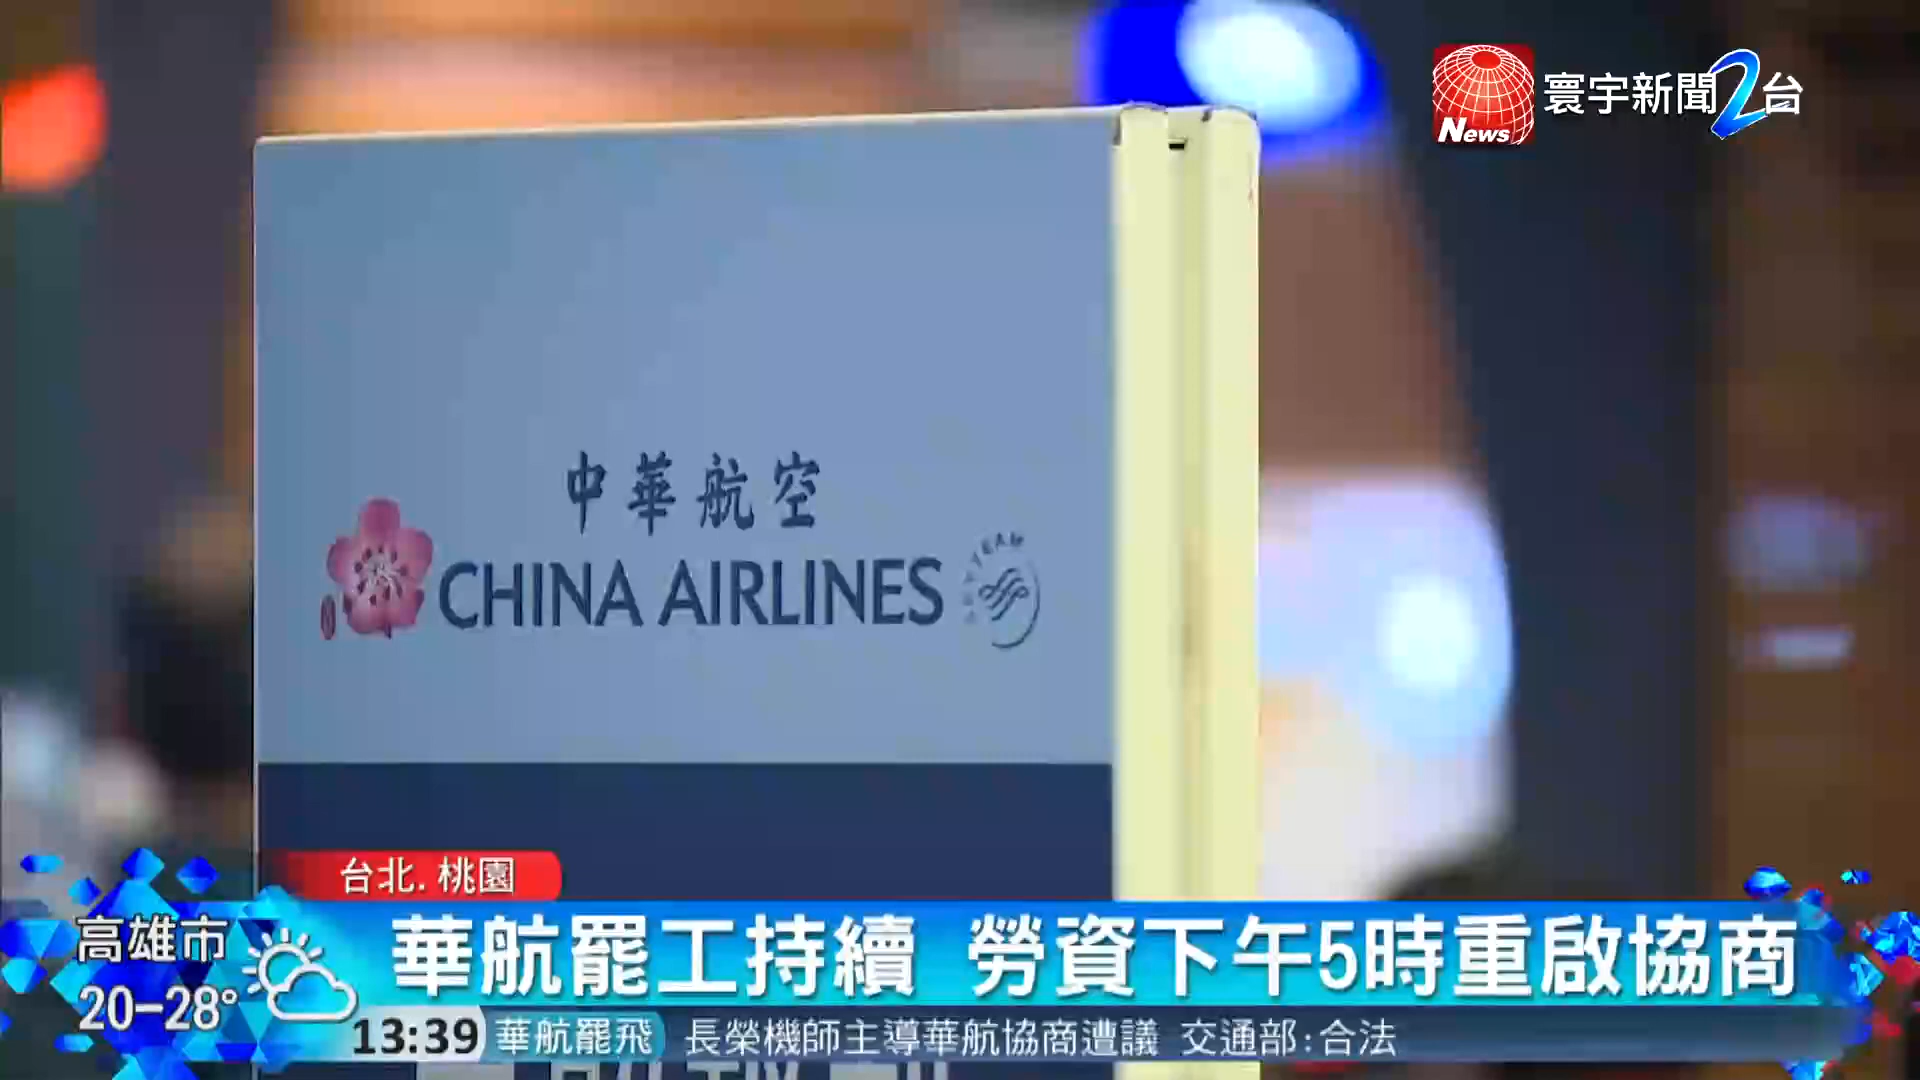 News 寰宇新聞2台
中華航空
CHINA AIRLINES
SKYTEAM
台北.桃園
華航罷工持續 勞資下午5時重啟協商
高雄市
20-28°
13:39 華航罷飛 長榮機師主導華航協商遭議 交通部:合法